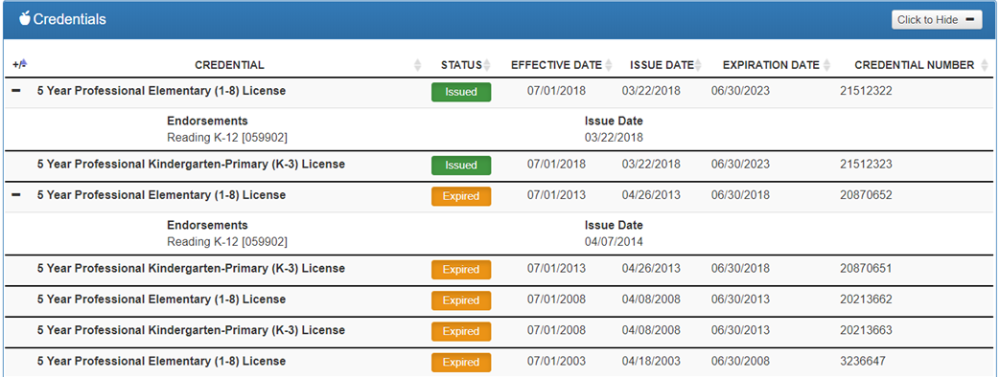 Credentials Click to Hide
+/- CREDENTIAL STATUS EFFECTIVE DATE ISSUE DATE EXPIRATION DATE CREDENTIAL NUMBER
5 Year Professional Elementary (1-8) License Issued 07/01/2018 03/22/2018 06/30/2023 21512322
Endorsements Issue Date
Reading K-12 [059902] 03/22/2018
5 Year Professional Kindergarten-Primary (K-3) License Issued 07/01/2018 03/22/2018 06/30/2023 21512323
5 Year Professional Elementary (1-8) License Expired 07/01/2013 04/26/2013 06/30/2018 20870652
Endorsements Issue Date
Reading K-12 [059902] 04/07/2014
5 Year Professional Kindergarten-Primary (K-3) License Expired 07/01/2013 04/26/2013 06/30/2018 20870651
5 Year Professional Elementary (1-8) License Expired 07/01/2008 04/08/2008 06/30/2013 20213662
5 Year Professional Kindergarten-Primary (K-3) License Expired 07/01/2008 04/08/2008 06/30/2013 20213663
5 Year Professional Elementary (1-8) License Expired 07/01/2003 04/18/2003 06/30/2008 3236647